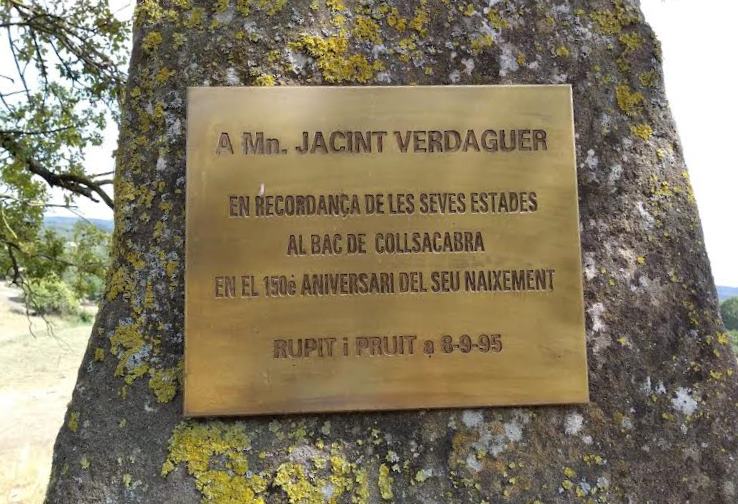 A Mn. JACINT VERDAGUER
EN RECORDANÇA DE LES SEVES ESTADES
AL BAC DE COLLSACABRA
EN EL 150è ANIVERSARI DEL SEU NAIXEMENT
RUPIT i PRUIT a 8-9-95